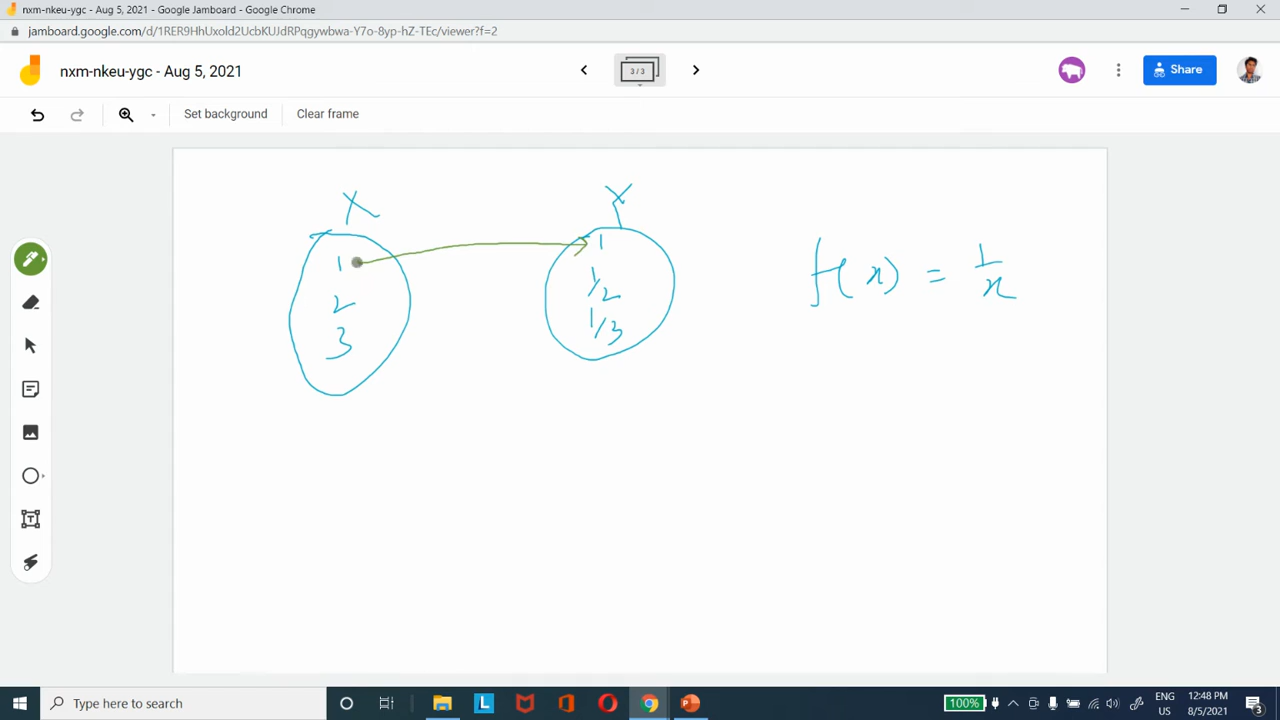 nxm-nkeu-ygc - Aug 5, 2021 - Google Jamboard - Google Chrome
jamboard.google.com/d/1RER9HhUxold2UcbKUJdRPqgywbwa-Y7o-8yp-hZ-TEc/viewer?f=2
nxm-nkeu-ygc - Aug 5, 2021
3 / 3
Share
Set background
Clear frame
X Y
1 1
2 1/2
3 1/3
f(x) = 1/x
Type here to search
100%
ENG
US
12:48 PM
8/5/2021
3